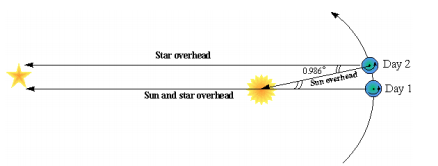 Star overhead
Day 2
0.986°
Sun overhead
Day 1
Sun and star overhead